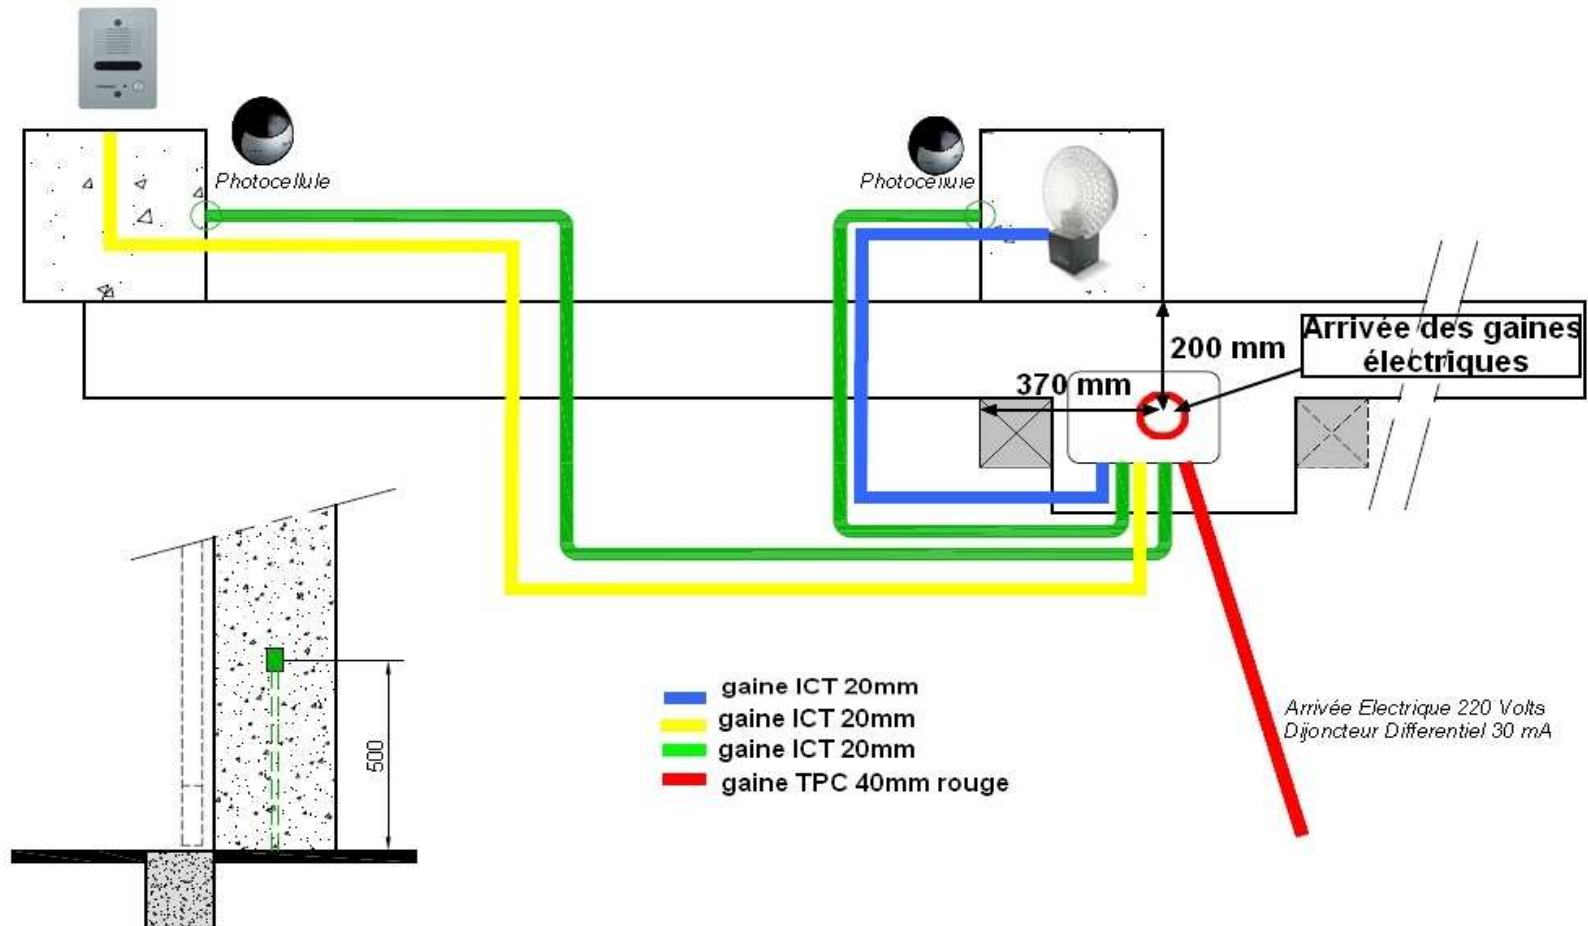 Photocellule
Photocellule
Arrivée des gaines
électriques
200 mm
370 mm
gaine ICT 20mm
gaine ICT 20mm
gaine ICT 20mm
gaine TPC 40mm rouge
500
Arrivée Electrique 220 Volts
Dijoncteur Differentiel 30 mA